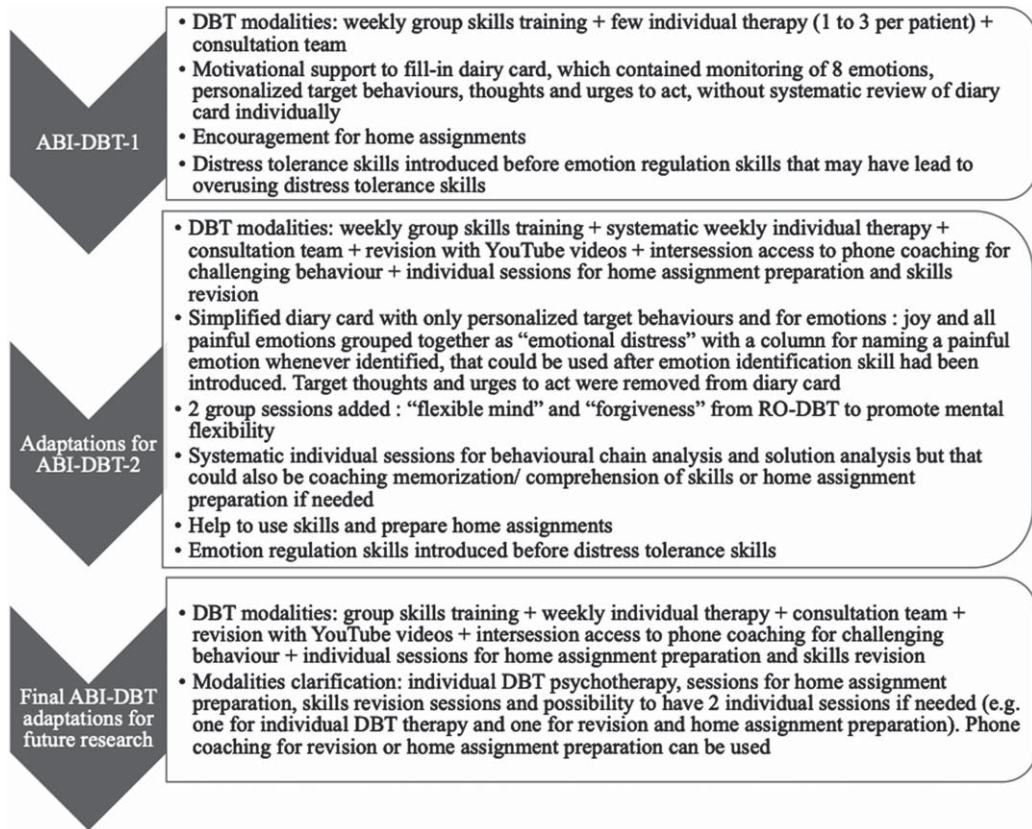 ABI-DBT-1
• DBT modalities: weekly group skills training + few individual therapy (1 to 3 per patient) +
consultation team
• Motivational support to fill-in dairy card, which contained monitoring of 8 emotions,
personalized target behaviours, thoughts and urges to act, without systematic review of diary
card individually
• Encouragement for home assignments
• Distress tolerance skills introduced before emotion regulation skills that may have lead to
overusing distress tolerance skills
Adaptations for
ABI-DBT-2
• DBT modalities: weekly group skills training + systematic weekly individual therapy +
consultation team + revision with YouTube videos + intersession access to phone coaching for
challenging behaviour + individual sessions for home assignment preparation and skills
revision
• Simplified diary card with only personalized target behaviours and for emotions : joy and all
painful emotions grouped together as “emotional distress” with a column for naming a painful
emotion whenever identified, that could be used after emotion identification skill had been
introduced. Target thoughts and urges to act were removed from diary card
• 2 group sessions added : “flexible mind” and “forgiveness” from RO-DBT to promote mental
flexibility
• Systematic individual sessions for behavioural chain analysis and solution analysis but that
could also be coaching memorization/ comprehension of skills or home assignment
preparation if needed
• Help to use skills and prepare home assignments
• Emotion regulation skills introduced before distress tolerance skills
Final ABI-DBT
adaptations for
future research
• DBT modalities: group skills training + weekly individual therapy + consultation team +
revision with YouTube videos + intersession access to phone coaching for challenging
behaviour + individual sessions for home assignment preparation and skills revision
• Modalities clarification: individual DBT psychotherapy, sessions for home assignment
preparation, skills revision sessions and possibility to have 2 individual sessions if needed (e.g.
one for individual DBT therapy and one for revision and home assignment preparation). Phone
coaching for revision or home assignment preparation can be used